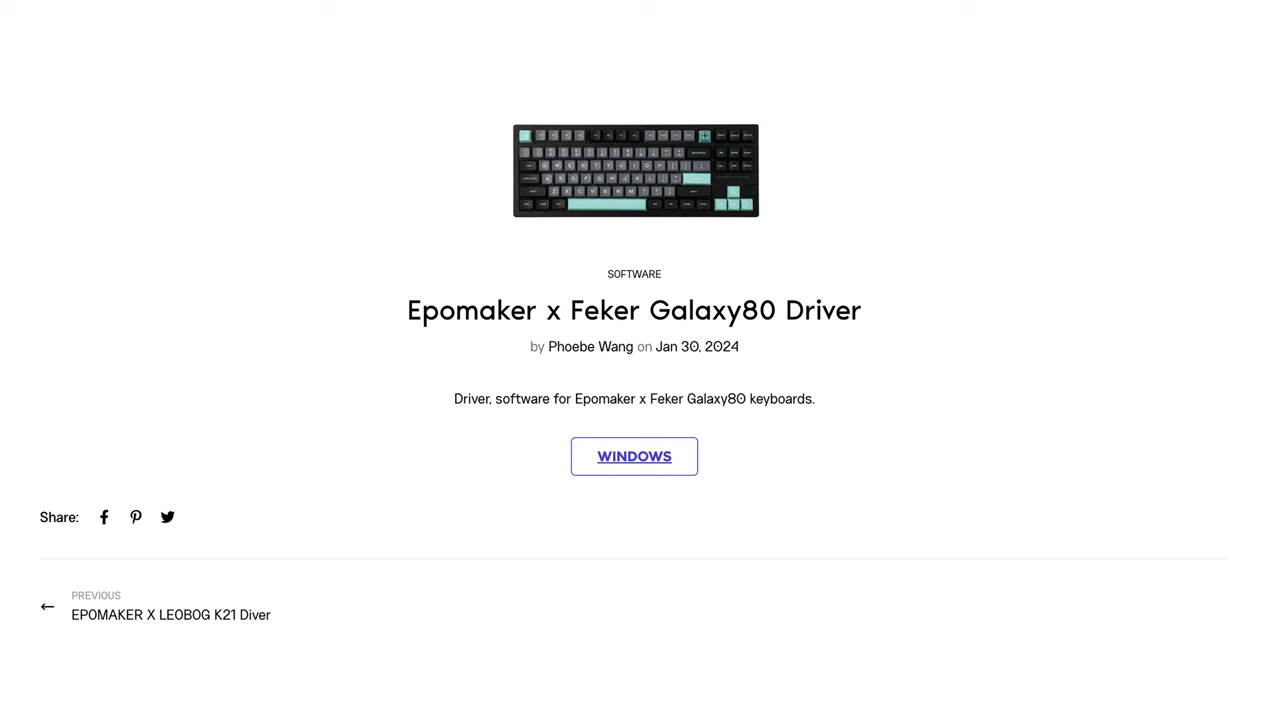 SOFTWARE
Epomaker x Feker Galaxy80 Driver
by Phoebe Wang on Jan 30, 2024
Driver, software for Epomaker x Feker Galaxy80 keyboards.
WINDOWS
Share:
PREVIOUS
EPOMAKER X LEOBOG K21 Diver